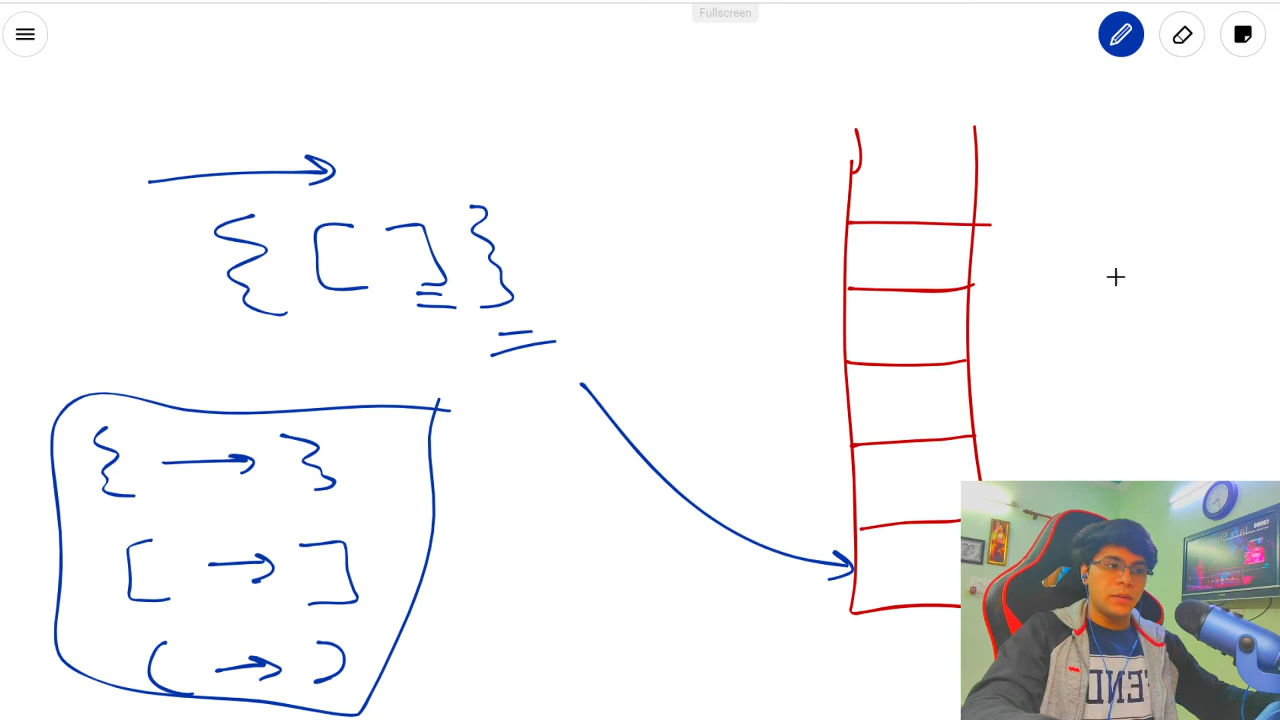 Fullscreen
{ [ ] }
{ → }
[ → ]
( → )